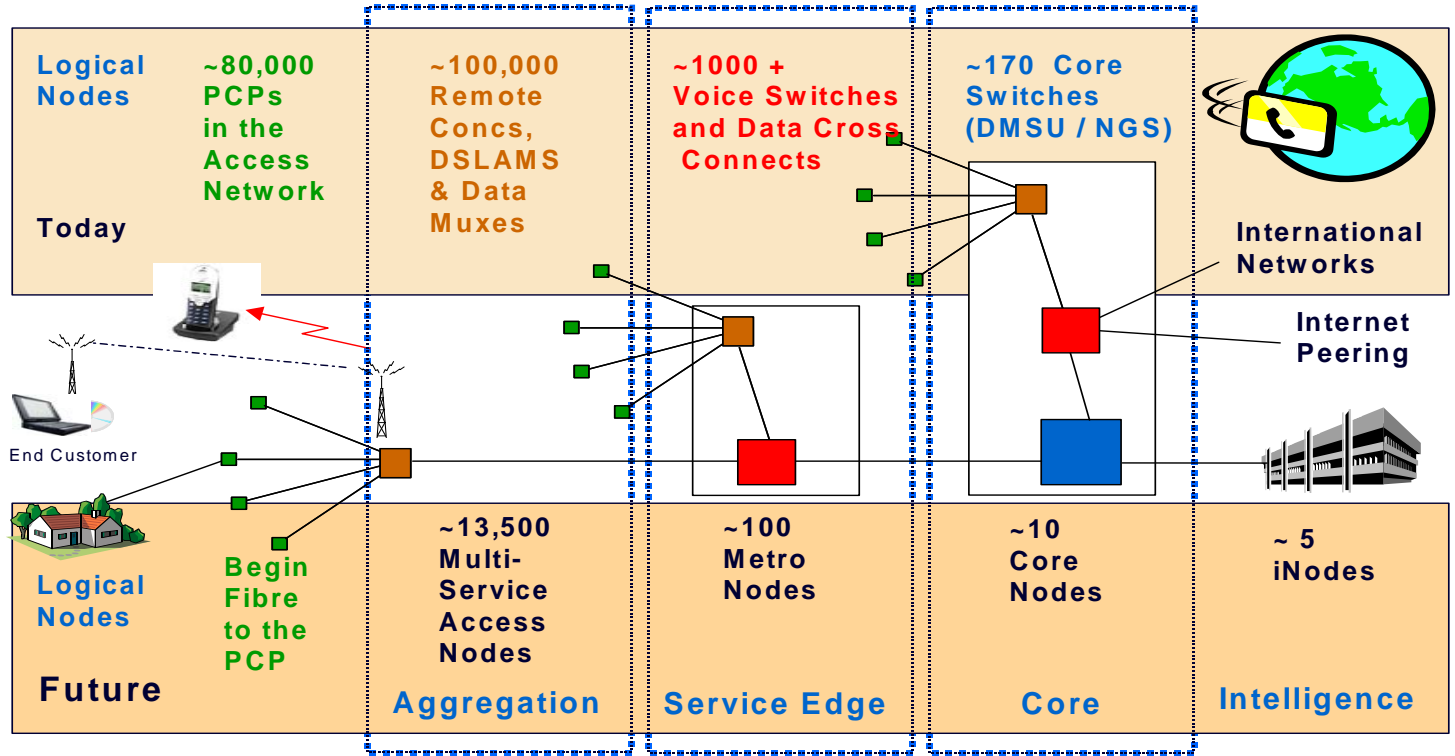 Logical
Nodes
~80,000
PCPs
in the
Access
Network
~100,000
Remote
Concs,
DSLAMS
& Data
Muxes
~1000 +
Voice Switches
and Data Cross
Connects
~170 Core
Switches
(DMSU / NGS)
Today
International
Networks
Internet
Peering
End Customer
Logical
Nodes
Begin
Fibre
to the
PCP
~13,500
Multi-
Service
Access
Nodes
~100
Metro
Nodes
~10
Core
Nodes
~ 5
iNodes
Future
Aggregation
Service Edge
Core
Intelligence